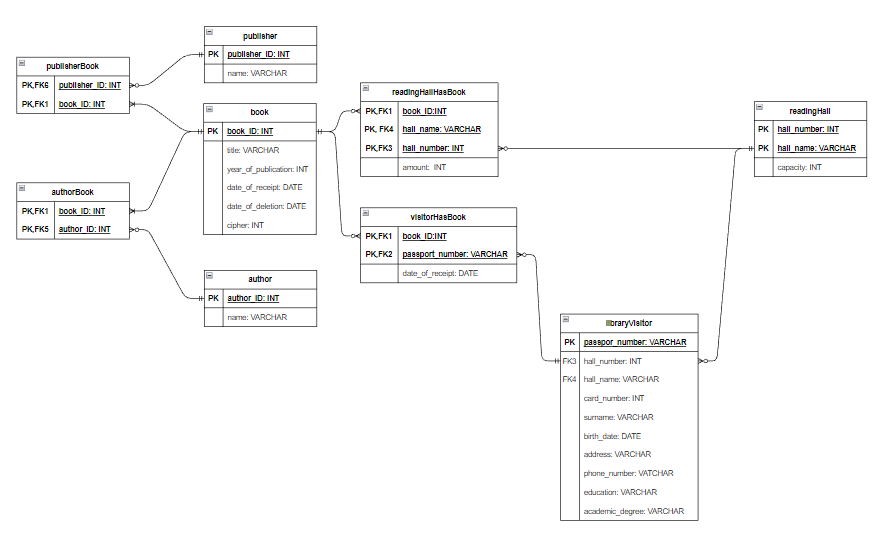 publisher
PK publisher_ID: INT
name: VARCHAR
publisherBook
PK,FK6 publisher_ID: INT
PK,FK1 book_ID: INT
book
PK book_ID: INT
title: VARCHAR
year_of_publication: INT
date_of_receipt: DATE
date_of_deletion: DATE
cipher: INT
authorBook
PK,FK1 book_ID: INT
PK,FK5 author_ID: INT
author
PK author_ID: INT
name: VARCHAR
readingHallHasBook
PK,FK1 book_ID:INT
PK, FK4 hall_name: VARCHAR
PK,FK3 hall_number: INT
amount: INT
visitorHasBook
PK,FK1 book_ID:INT
PK,FK2 passport_number: VARCHAR
date_of_receipt: DATE
readingHall
PK hall_number: INT
PK hall_name: VARCHAR
capacity: INT
libraryVisitor
PK passpor_number: VARCHAR
FK3 hall_number: INT
FK4 hall_name: VARCHAR
card_number: INT
surname: VARCHAR
birth_date: DATE
address: VARCHAR
phone_number: VATCHAR
education: VARCHAR
academic_degree: VARCHAR